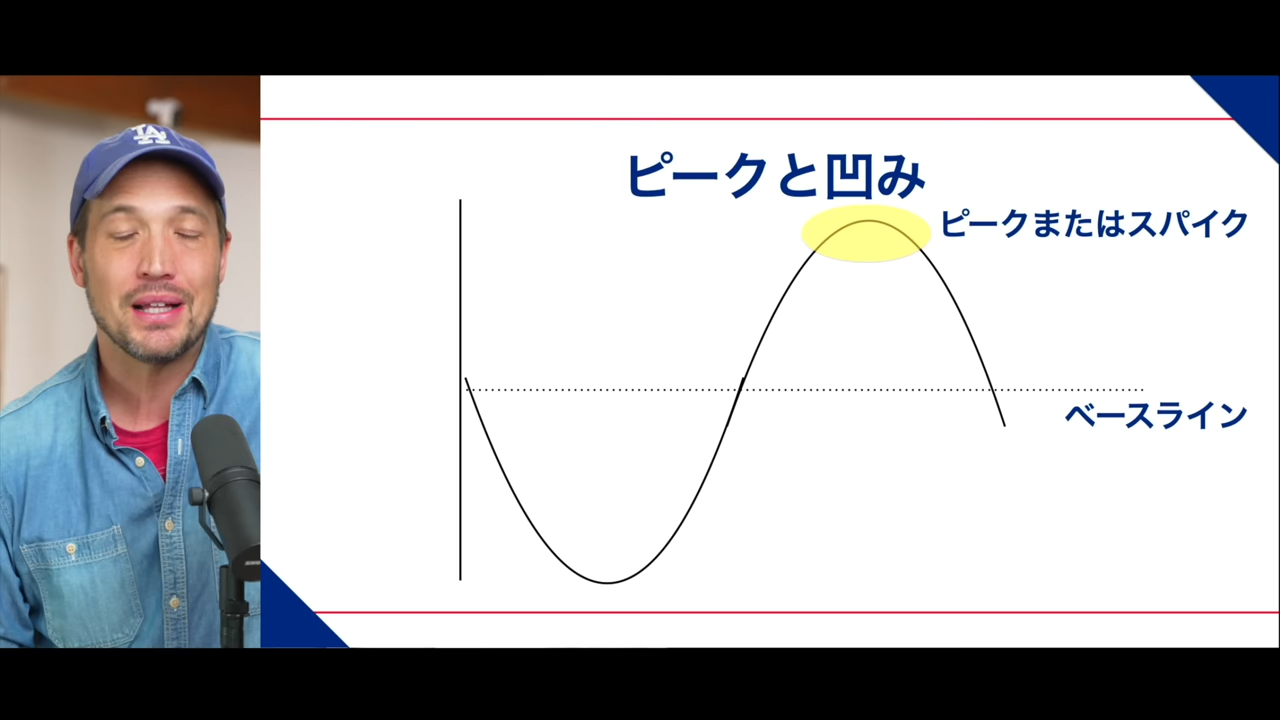 ピークと凹み
ピークまたはスパイク
ベースライン